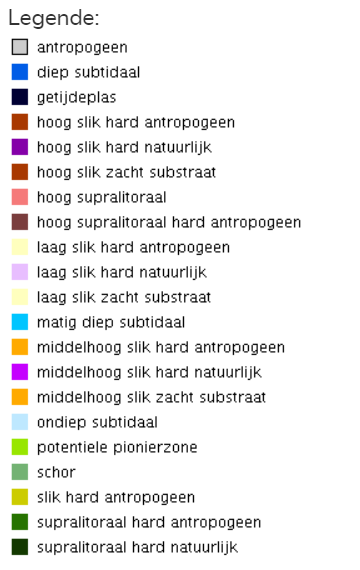 Legende:
antropogeen
diep subtidaal
getijdeplas
hoog slik hard antropogeen
hoog slik hard natuurlijk
hoog slik zacht substraat
hoog supralitoraal
hoog supralitoraal hard antropogeen
laag slik hard antropogeen
laag slik hard natuurlijk
laag slik zacht substraat
matig diep subtidaal
middelhoog slik hard antropogeen
middelhoog slik hard natuurlijk
middelhoog slik zacht substraat
ondiep subtidaal
potentiele pionierzone
schor
slik hard antropogeen
supralitoraal hard antropogeen
supralitoraal hard natuurlijk